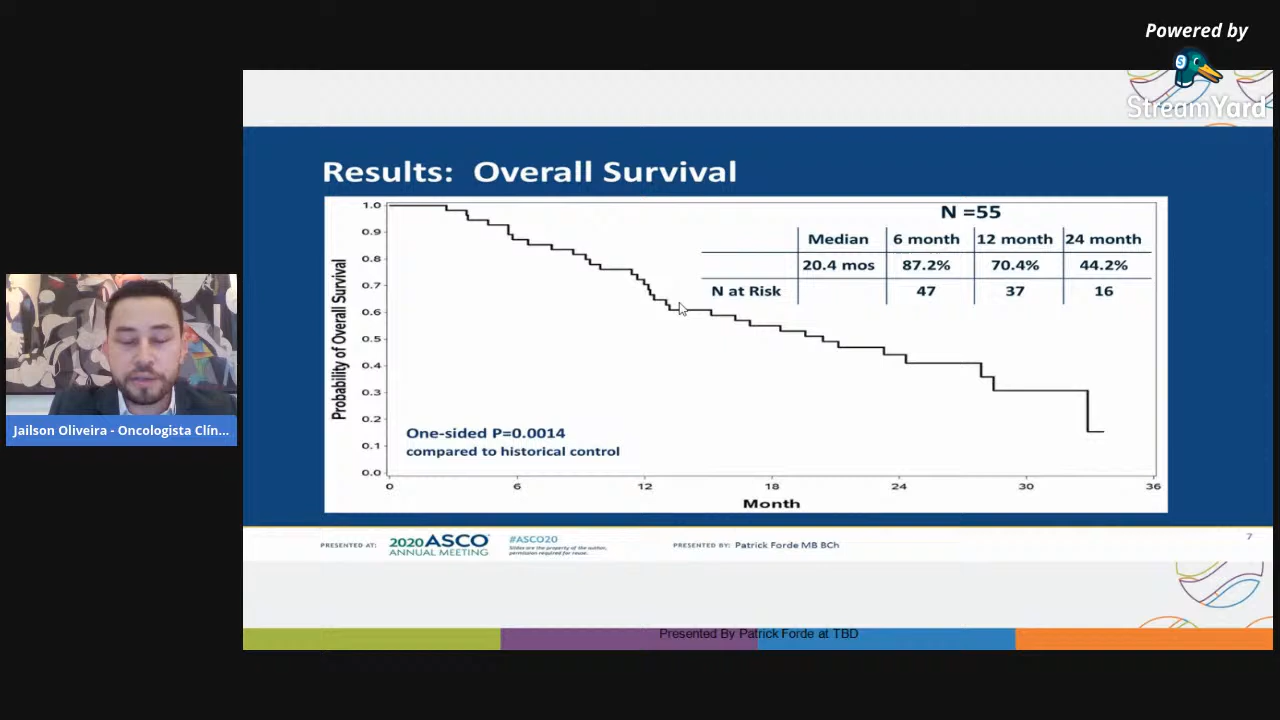 Powered by
StreamYard
Results: Overall Survival
N =55
Median 6 month 12 month 24 month
20.4 mos 87.2% 70.4% 44.2%
N at Risk 47 37 16
Probability of Overall Survival
1.0
0.9
0.8
0.7
0.6
0.5
0.4
0.3
0.2
0.1
0.0
One-sided P=0.0014
compared to historical control
0 6 12 18 24 30 36
Month
Jailson Oliveira - Oncologista Clín...
PRESENTED AT: 2020 ASCO
ANNUAL MEETING
#ASCO20
Slides are the property of the author,
permission required for reuse.
PRESENTED BY: Patrick Forde MB BCh
7
Presented By Patrick Forde at TBD